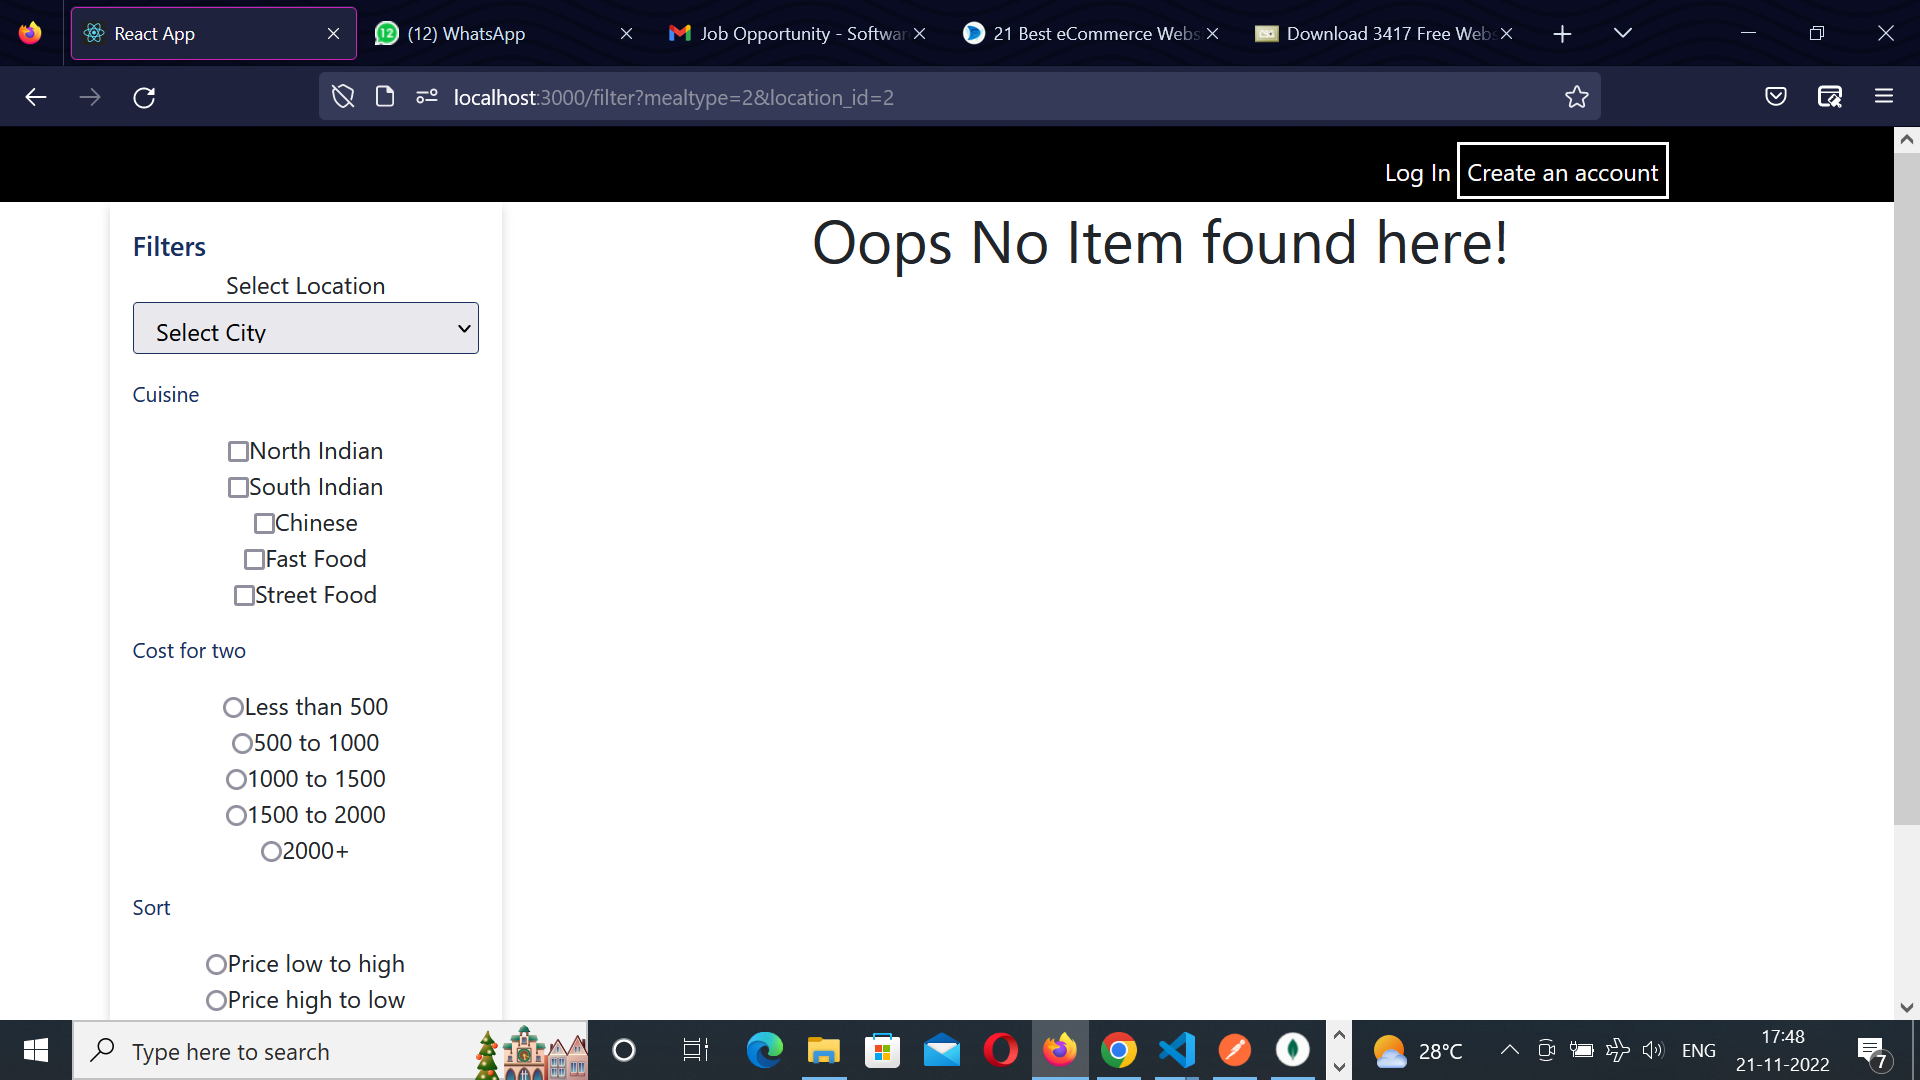 React App
(12) WhatsApp
Job Opportunity - Softwar
21 Best eCommerce Webs
Download 3417 Free Webs
localhost:3000/filter?mealtype=2&location_id=2
Log In
Create an account
Filters
Select Location
Select City
Cuisine
North Indian
South Indian
Chinese
Fast Food
Street Food
Cost for two
Less than 500
500 to 1000
1000 to 1500
1500 to 2000
2000+
Sort
Price low to high
Price high to low
Oops No Item found here!
Type here to search
28°C
ENG
17:48
21-11-2022
7
12